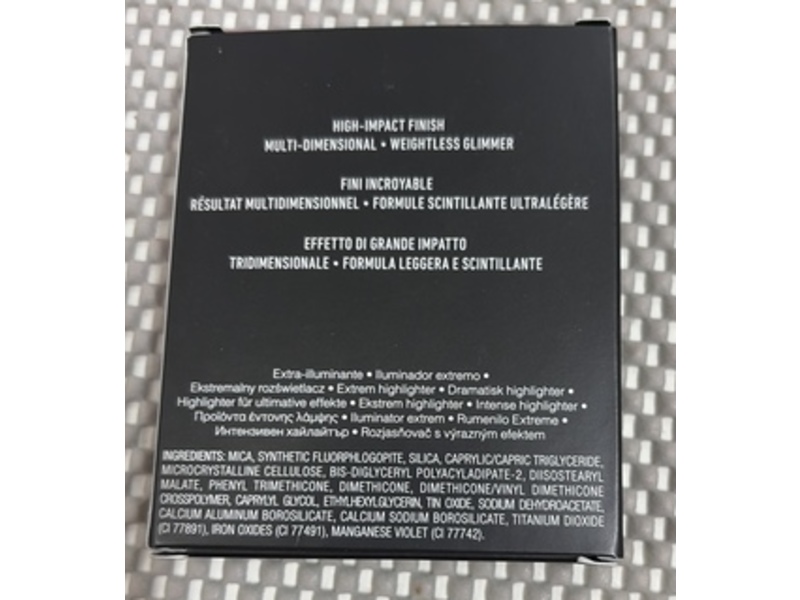 HIGH-IMPACT FINISH
MULTI-DIMENSIONAL • WEIGHTLESS GLIMMER
FINI INCROYABLE
RÉSULTAT MULTIDIMENSIONNEL • FORMULE SCINTILLANTE ULTRALÉGÈRE
EFFETTO DI GRANDE IMPATTO
TRIDIMENSIONALE • FORMULA LEGGERA E SCINTILLANTE
Extra-illuminante • Iluminador extremo •
Ekstremalny rozświetlacz • Extrem highlighter • Dramatisk highlighter •
Highlighter für ultimative effekte • Ekstrem highlighter • Intense highlighter •
Προϊόντα έντονης λάμψης • Iluminator extrem • Rumenilo Extreme •
Интензивен хайлайтър • Rozjasňovač s výrazným efektem
INGREDIENTS: MICA, SYNTHETIC FLUORPHLOGOPITE, SILICA, CAPRYLIC/CAPRIC TRIGLYCERIDE,
MICROCRYSTALLINE CELLULOSE, BIS-DIGLYCERYL POLYACYLADIPATE-2, DIISOSTEARYL
MALATE, PHENYL TRIMETHICONE, DIMETHICONE, DIMETHICONE/VINYL DIMETHICONE
CROSSPOLYMER, CAPRYLYL GLYCOL, ETHYLHEXYLGLYCERIN, TIN OXIDE, SODIUM DEHYDROACETATE,
CALCIUM ALUMINUM BOROSILICATE, CALCIUM SODIUM BOROSILICATE, TITANIUM DIOXIDE
(CI 77891), IRON OXIDES (CI 77491), MANGANESE VIOLET (CI 77742).